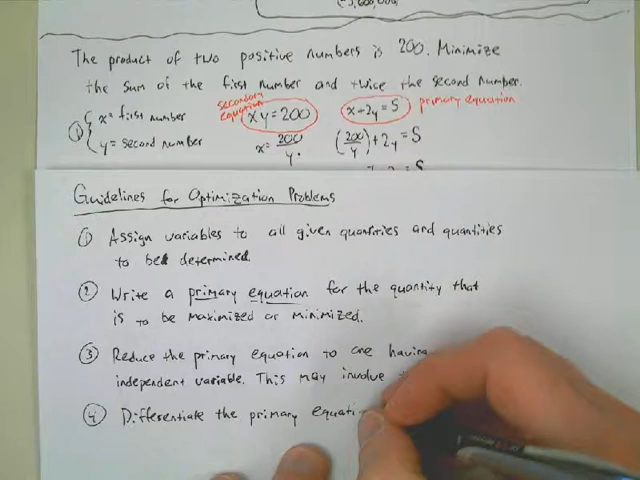 The product of two positive numbers is 200. Minimize
the sum of the first number and twice the second number.
secondary equation
xy = 200
x + 2y = S
primary equation
① { x = first number
y = second number
x = 200/y
(200/y) + 2y = S
Guidelines for Optimization Problems
① Assign variables to all given quantities and quantities
to be determined.
② Write a primary equation for the quantity that
is to be maximized or minimized.
③ Reduce the primary equation to one having
independent variable. This may involve
④ Differentiate the primary equati